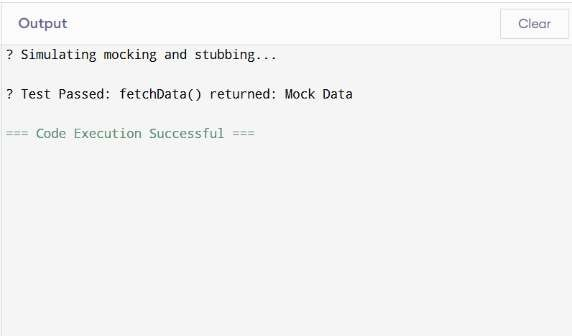 Output
Clear
? Simulating mocking and stubbing...
? Test Passed: fetchData() returned: Mock Data
=== Code Execution Successful ===